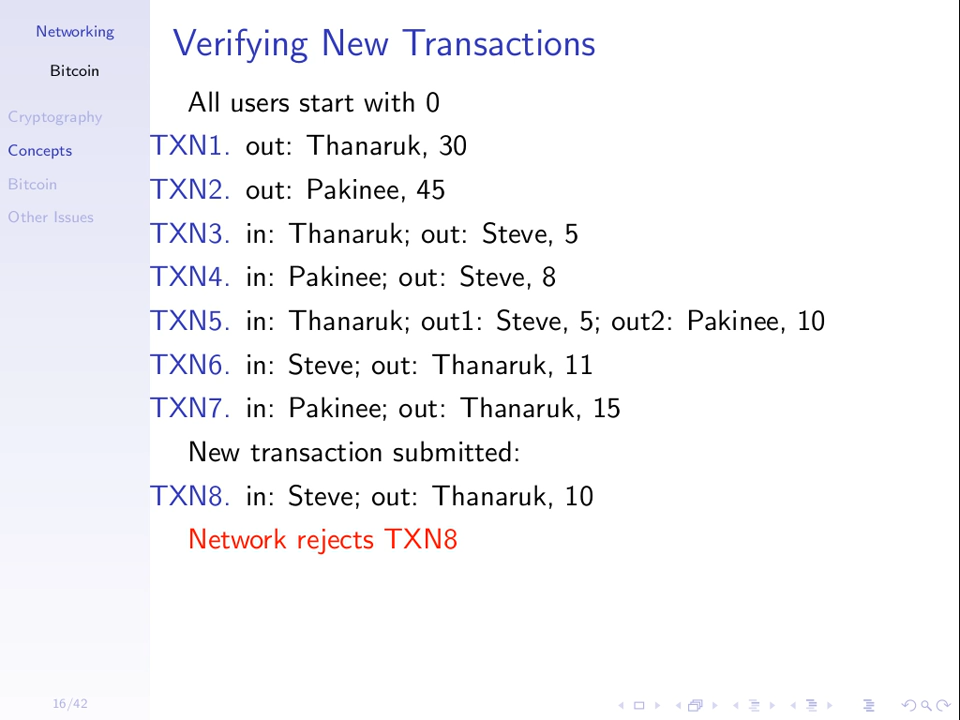 Networking
Bitcoin
Cryptography
Concepts
Bitcoin
Other Issues
Verifying New Transactions
All users start with 0
TXN1. out: Thanaruk, 30
TXN2. out: Pakinee, 45
TXN3. in: Thanaruk; out: Steve, 5
TXN4. in: Pakinee; out: Steve, 8
TXN5. in: Thanaruk; out1: Steve, 5; out2: Pakinee, 10
TXN6. in: Steve; out: Thanaruk, 11
TXN7. in: Pakinee; out: Thanaruk, 15
New transaction submitted:
TXN8. in: Steve; out: Thanaruk, 10
Network rejects TXN8
16/42